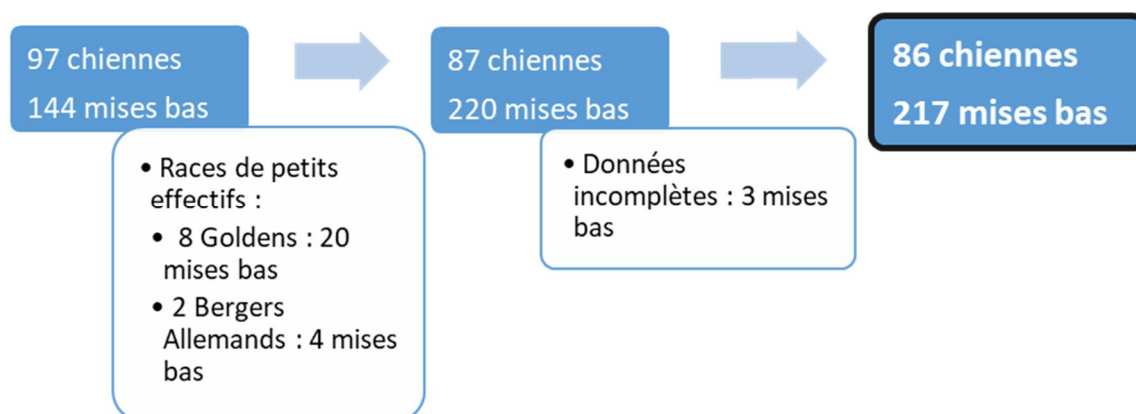 97 chiennes
144 mises bas
• Races de petits
effectifs :
• 8 Goldens : 20
mises bas
• 2 Bergers
Allemands : 4 mises
bas
87 chiennes
220 mises bas
• Données
incomplètes : 3 mises
bas
86 chiennes
217 mises bas